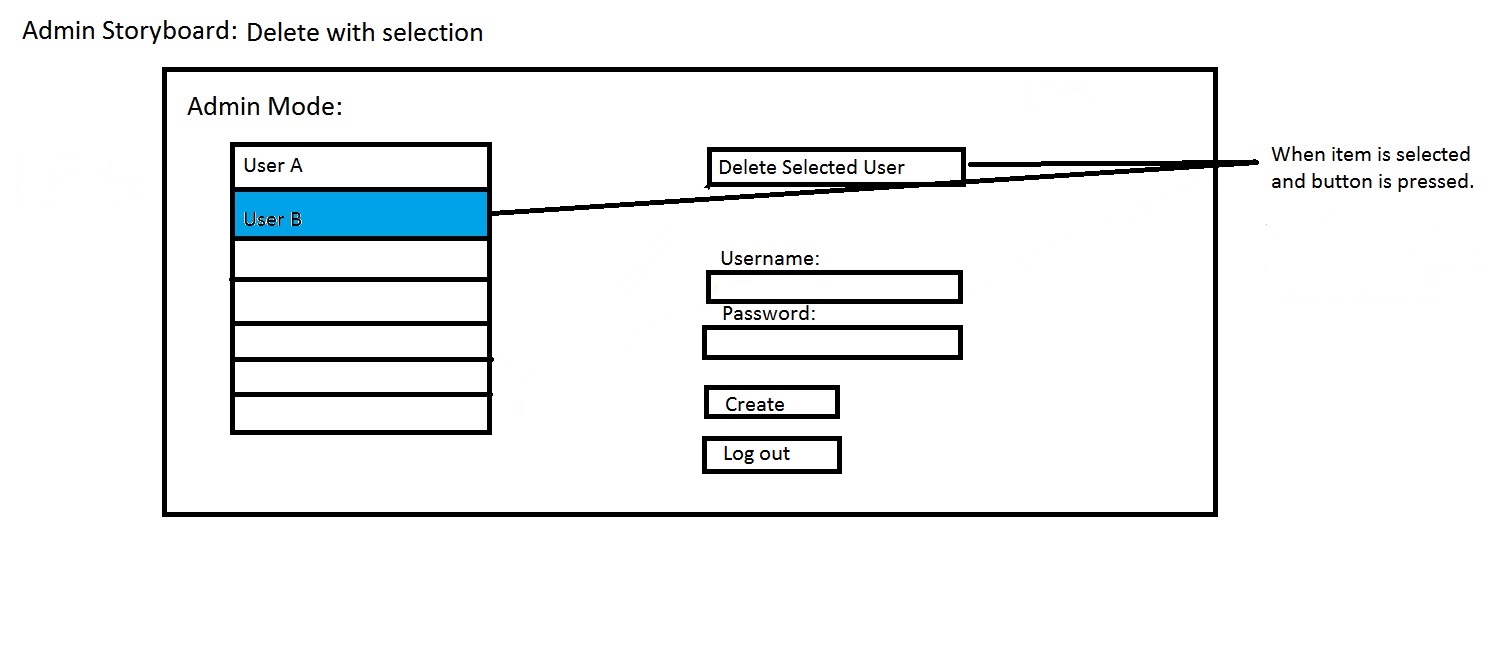 Admin Storyboard: Delete with selection
Admin Mode:
User A
User B
Delete Selected User
When item is selected
and button is pressed.
Username:
Password:
Create
Log out